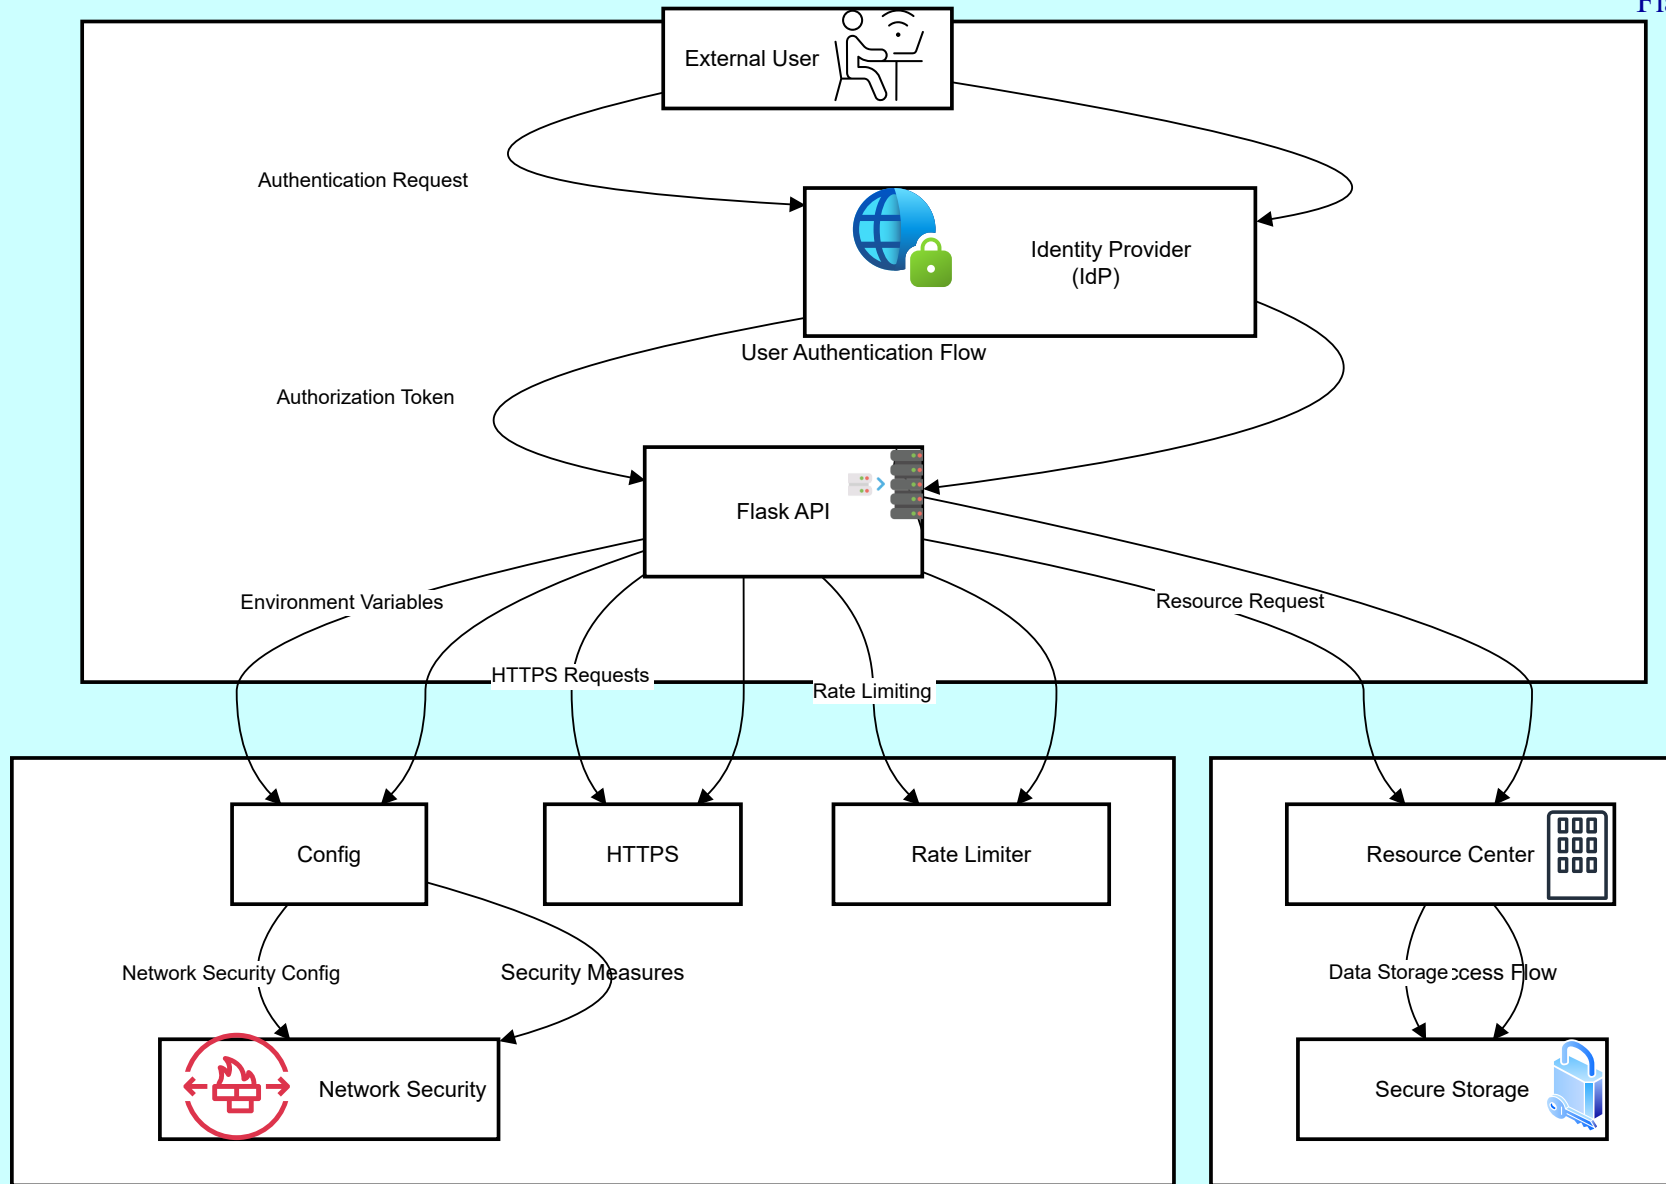 External User
Authentication Request
Identity Provider
(IdP)
User Authentication Flow
Authorization Token
Flask API
Environment Variables
Resource Request
HTTPS Requests
Rate Limiting
Config
HTTPS
Rate Limiter
Resource Center
Network Security Config
Security Measures
Data Storage
Flow
Network Security
Secure Storage